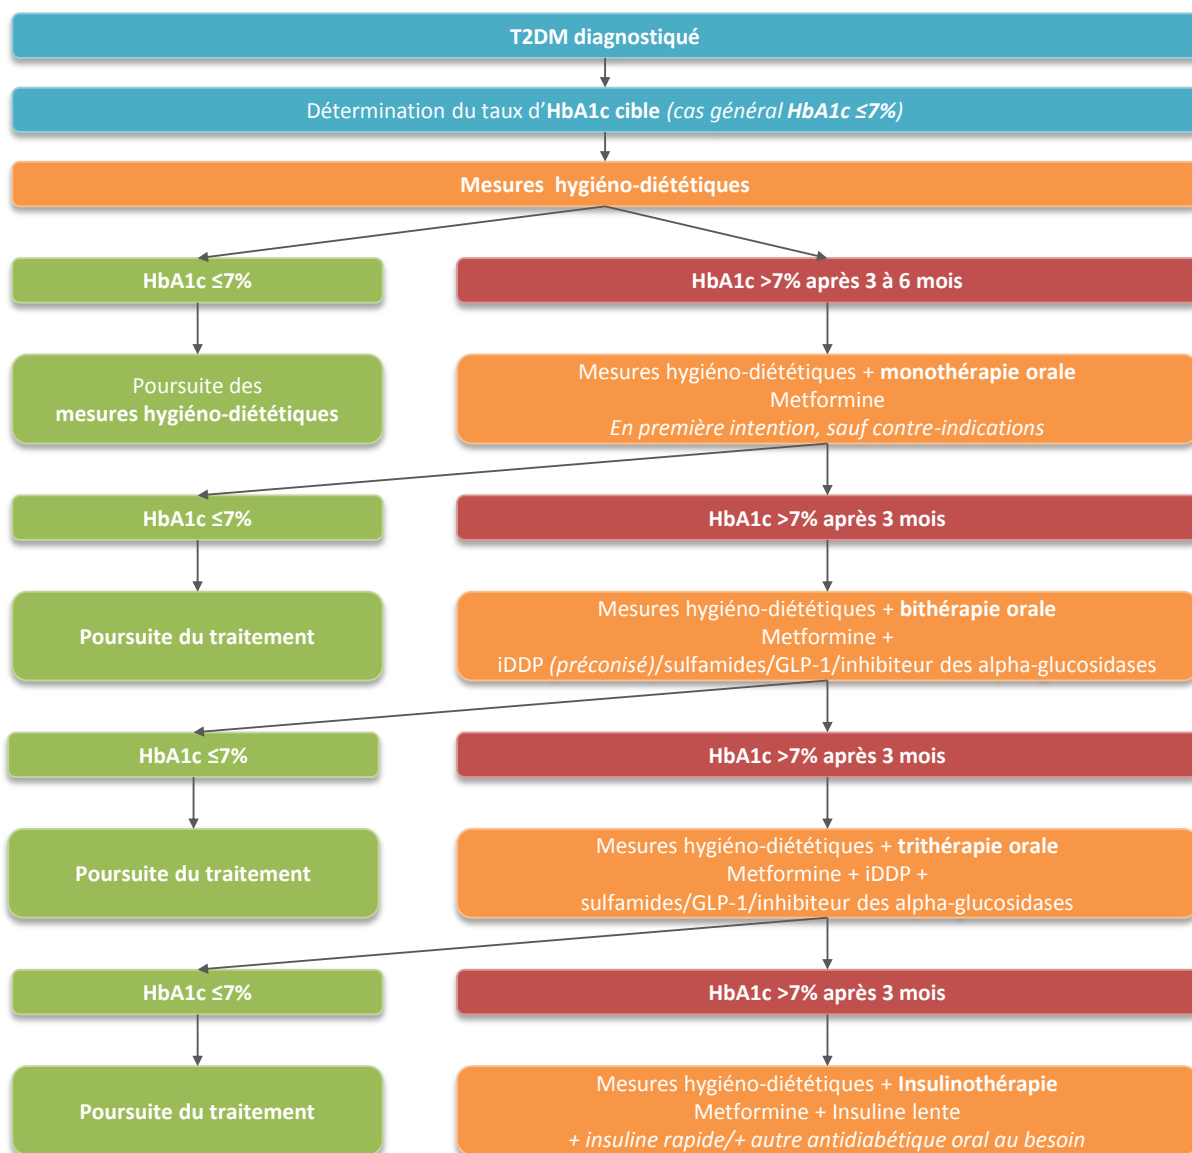 T2DM diagnostiqué
Détermination du taux d'HbA1c cible (cas général HbA1c ≤7%)
Mesures hygiéno-diététiques
HbA1c ≤7%
HbA1c >7% après 3 à 6 mois
Poursuite des
mesures hygiéno-diététiques
Mesures hygiéno-diététiques + monothérapie orale
Metformine
En première intention, sauf contre-indications
HbA1c ≤7%
HbA1c >7% après 3 mois
Poursuite du traitement
Mesures hygiéno-diététiques + bithérapie orale
Metformine +
iDDP (préconisé)/sulfamides/GLP-1/inhibiteur des alpha-glucosidases
HbA1c ≤7%
HbA1c >7% après 3 mois
Poursuite du traitement
Mesures hygiéno-diététiques + trithérapie orale
Metformine + iDDP +
sulfamides/GLP-1/inhibiteur des alpha-glucosidases
HbA1c ≤7%
HbA1c >7% après 3 mois
Poursuite du traitement
Mesures hygiéno-diététiques + Insulinothérapie
Metformine + Insuline lente
+ insuline rapide/+ autre antidiabétique oral au besoin